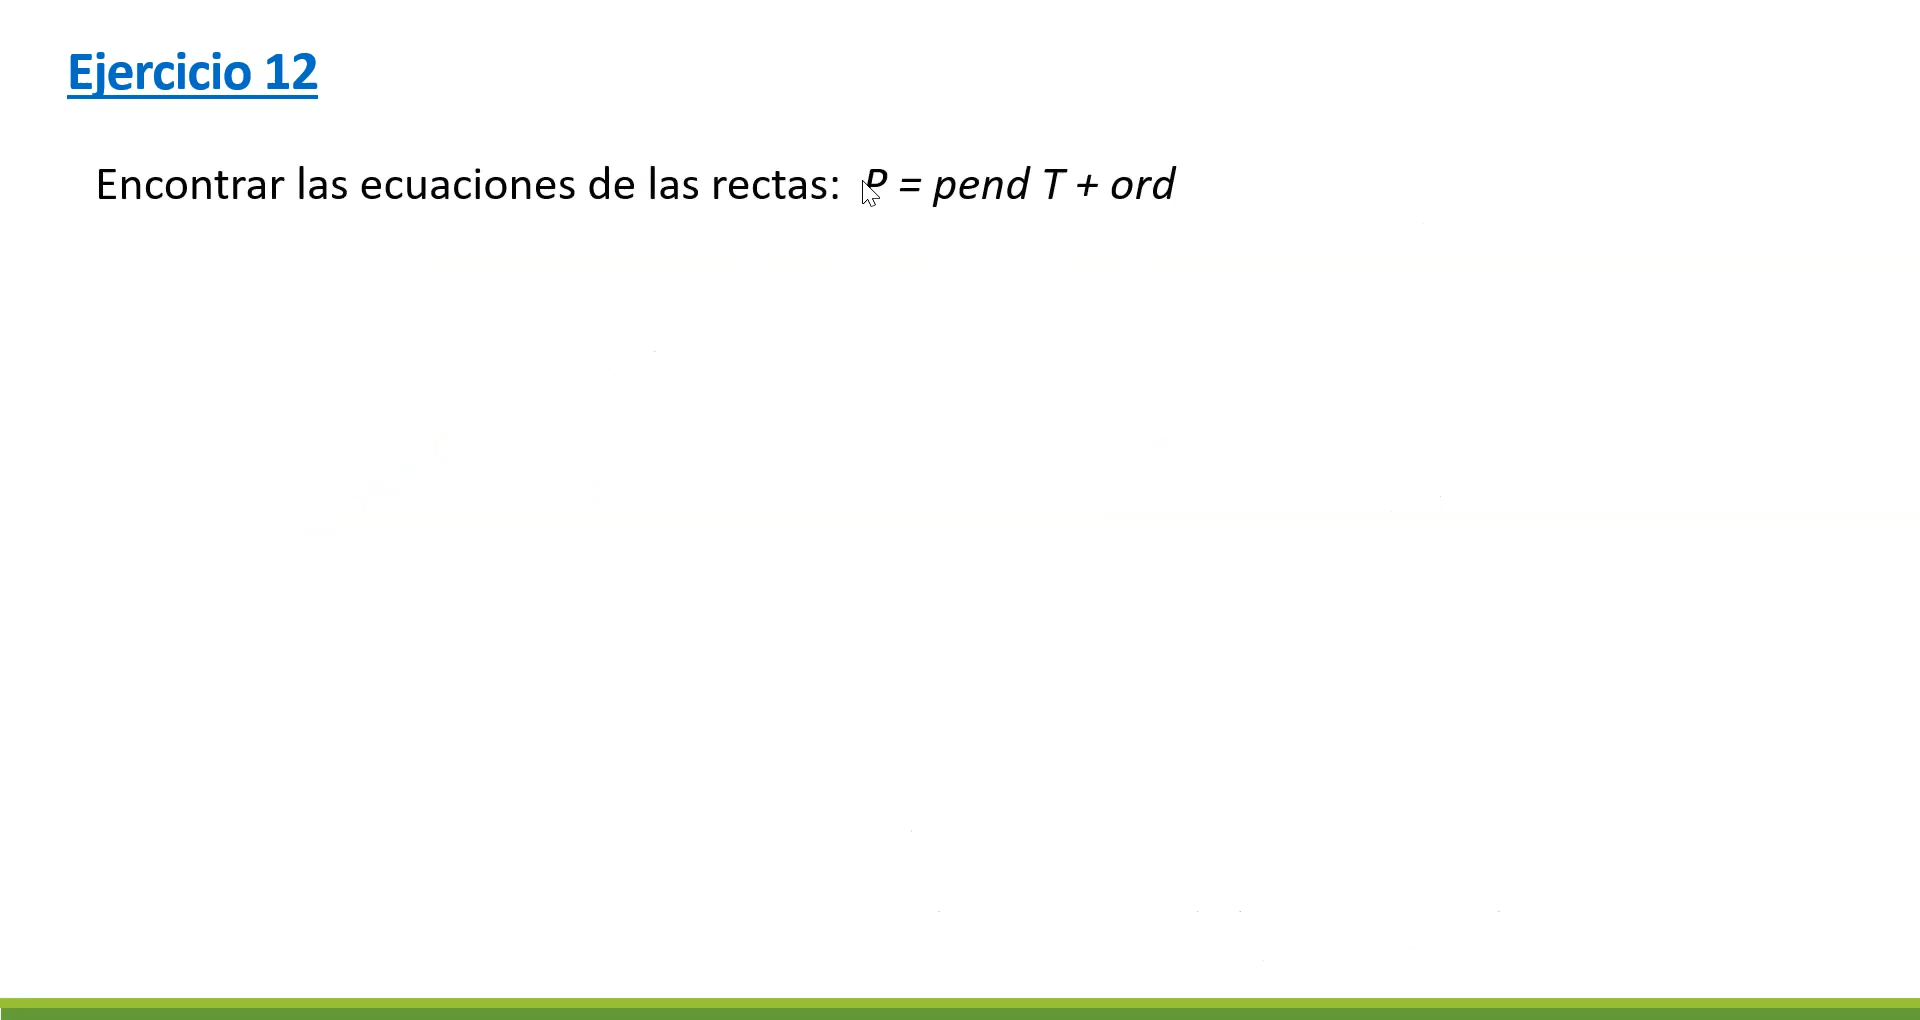 Ejercicio 12
Encontrar las ecuaciones de las rectas: P = pend T + ord